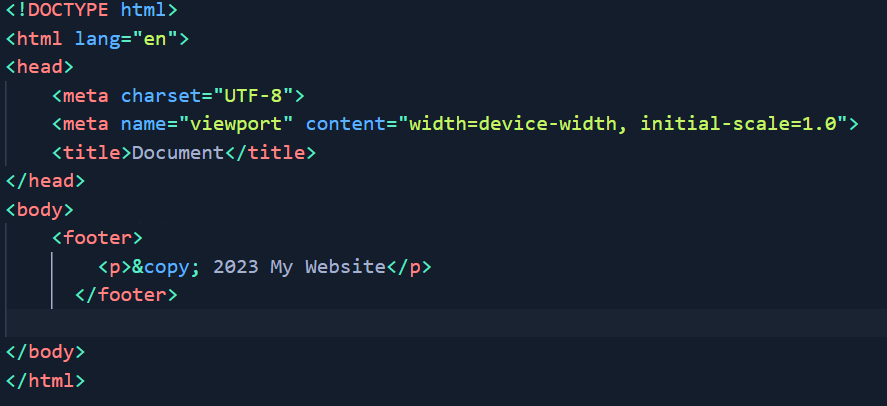 <!DOCTYPE html>
<html lang="en">
<head>
    <meta charset="UTF-8">
    <meta name="viewport" content="width=device-width, initial-scale=1.0">
    <title>Document</title>
</head>
<body>
    <footer>
        <p>&copy; 2023 My Website</p>
      </footer>
</body>
</html>